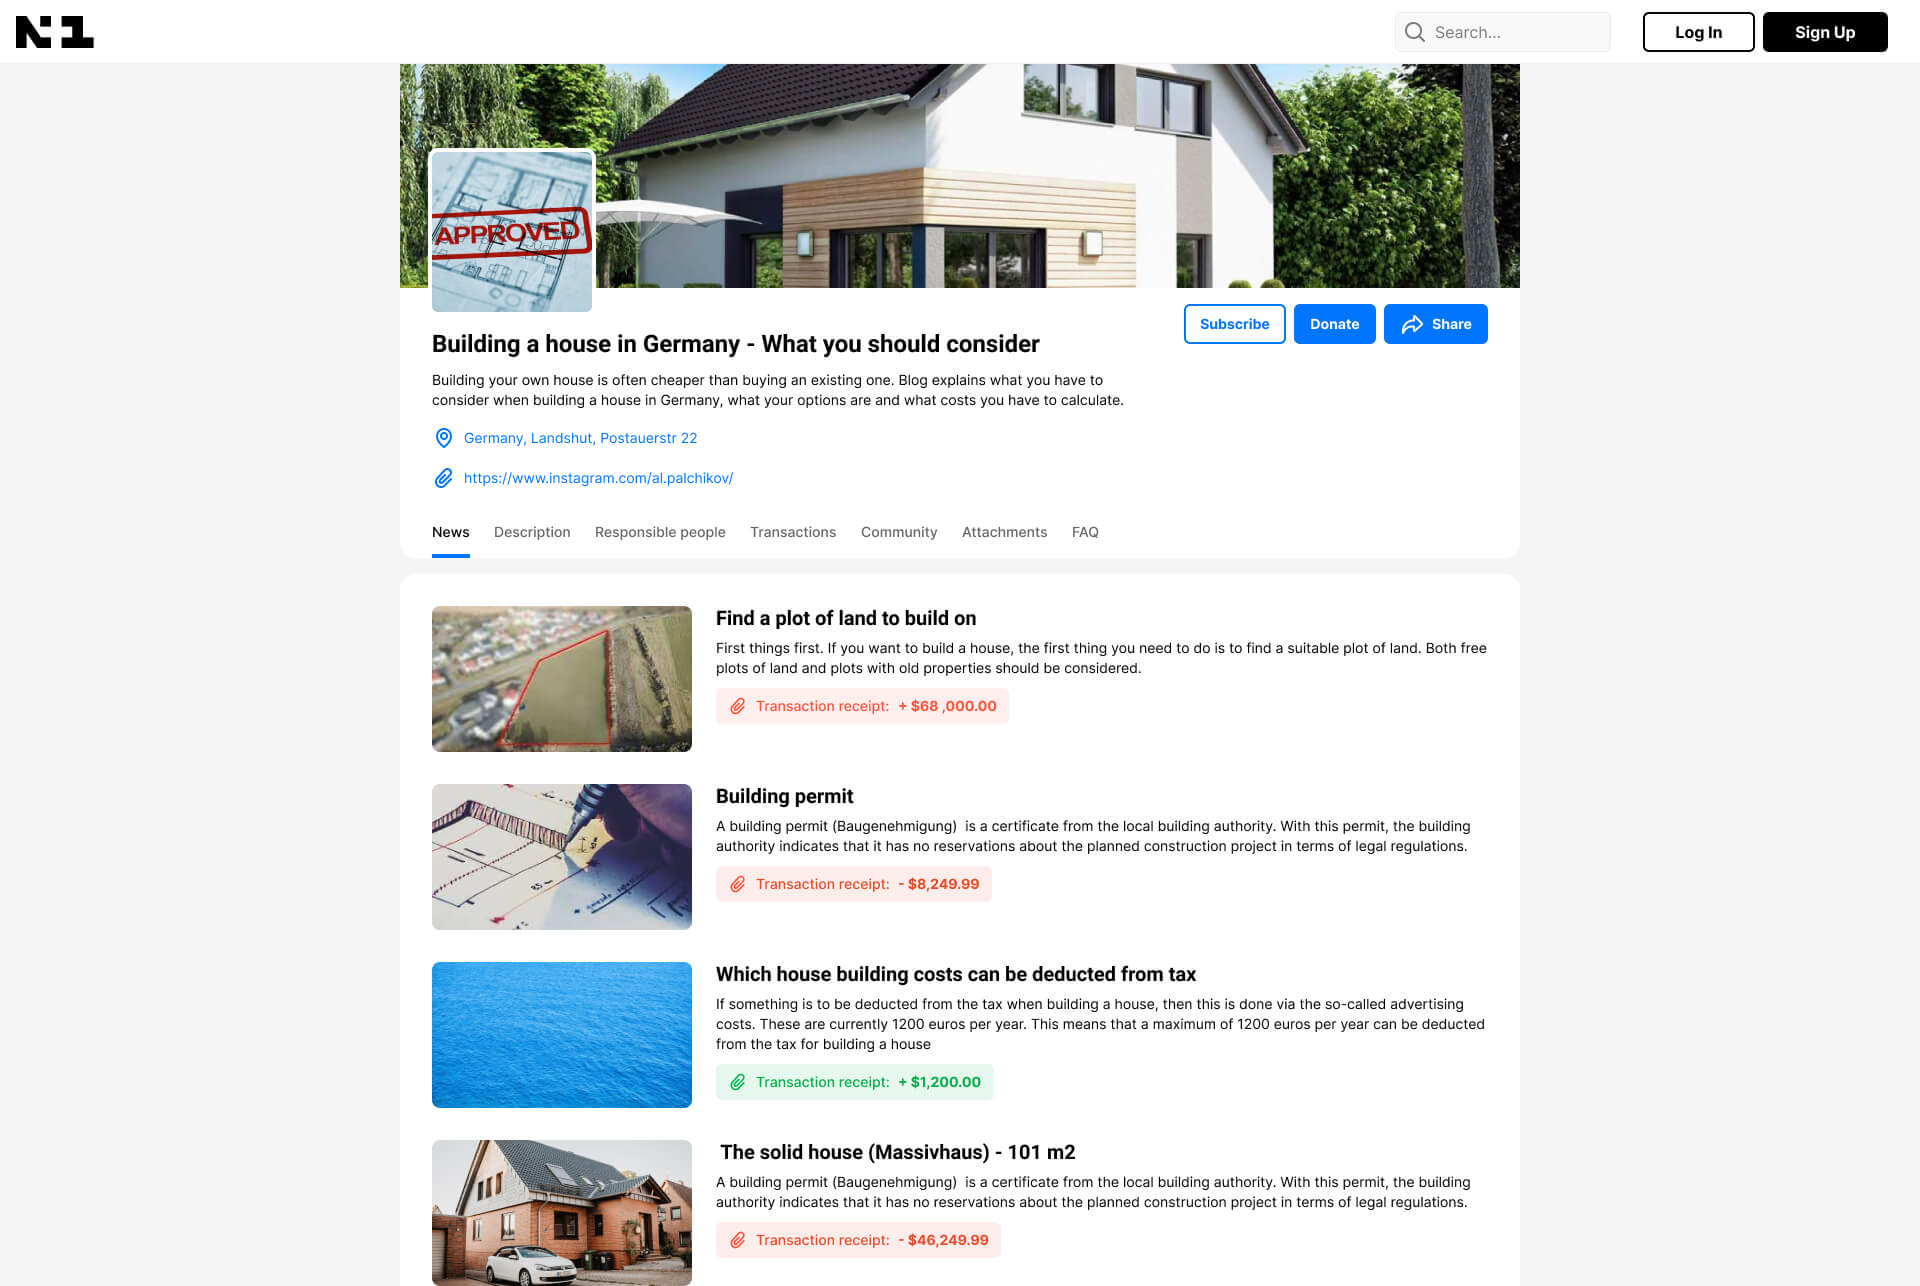 N1
Search...
Log In
Sign Up
APPROVED
Subscribe
Donate
Share
Building a house in Germany - What you should consider
Building your own house is often cheaper than buying an existing one. Blog explains what you have to
consider when building a house in Germany, what your options are and what costs you have to calculate.
Germany, Landshut, Postauerstr 22
https://www.instagram.com/al.palchikov/
News
Description
Responsible people
Transactions
Community
Attachments
FAQ
Find a plot of land to build on
First things first. If you want to build a house, the first thing you need to do is to find a suitable plot of land. Both free
plots of land and plots with old properties should be considered.
Transaction receipt: + $68 ,000.00
Building permit
A building permit (Baugenehmigung)  is a certificate from the local building authority. With this permit, the building
authority indicates that it has no reservations about the planned construction project in terms of legal regulations.
Transaction receipt: - $8,249.99
Which house building costs can be deducted from tax
If something is to be deducted from the tax when building a house, then this is done via the so-called advertising
costs. These are currently 1200 euros per year. This means that a maximum of 1200 euros per year can be deducted
from the tax for building a house
Transaction receipt: + $1,200.00
The solid house (Massivhaus) - 101 m2
A building permit (Baugenehmigung)  is a certificate from the local building authority. With this permit, the building
authority indicates that it has no reservations about the planned construction project in terms of legal regulations.
Transaction receipt: - $46,249.99